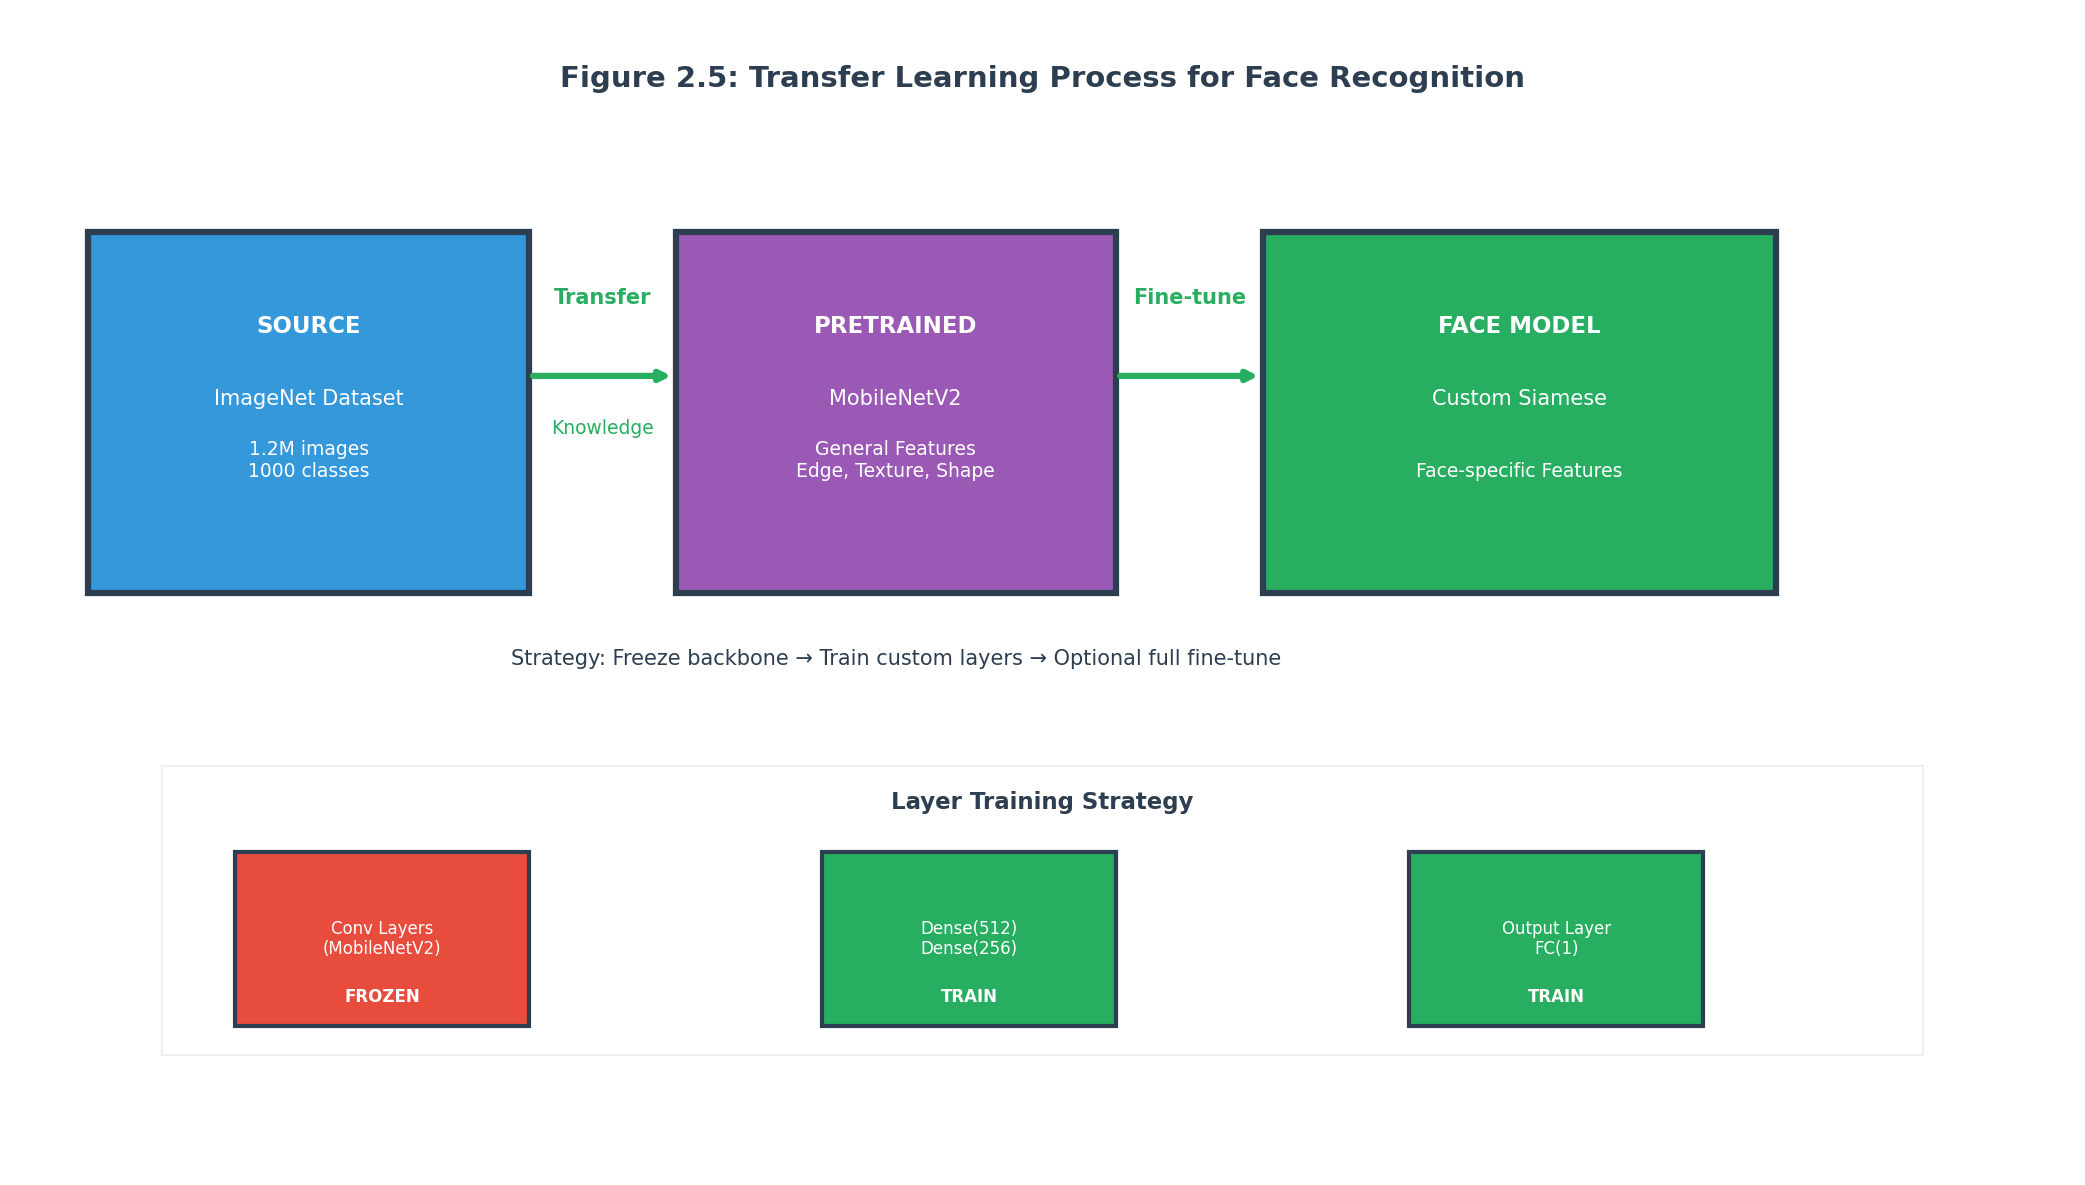 Figure 2.5: Transfer Learning Process for Face Recognition
SOURCE
ImageNet Dataset
1.2M images
1000 classes
Transfer
Knowledge
PRETRAINED
MobileNetV2
General Features
Edge, Texture, Shape
Fine-tune
FACE MODEL
Custom Siamese
Face-specific Features
Strategy: Freeze backbone → Train custom layers → Optional full fine-tune
Layer Training Strategy
Conv Layers
(MobileNetV2)
FROZEN
Dense(512)
Dense(256)
TRAIN
Output Layer
FC(1)
TRAIN